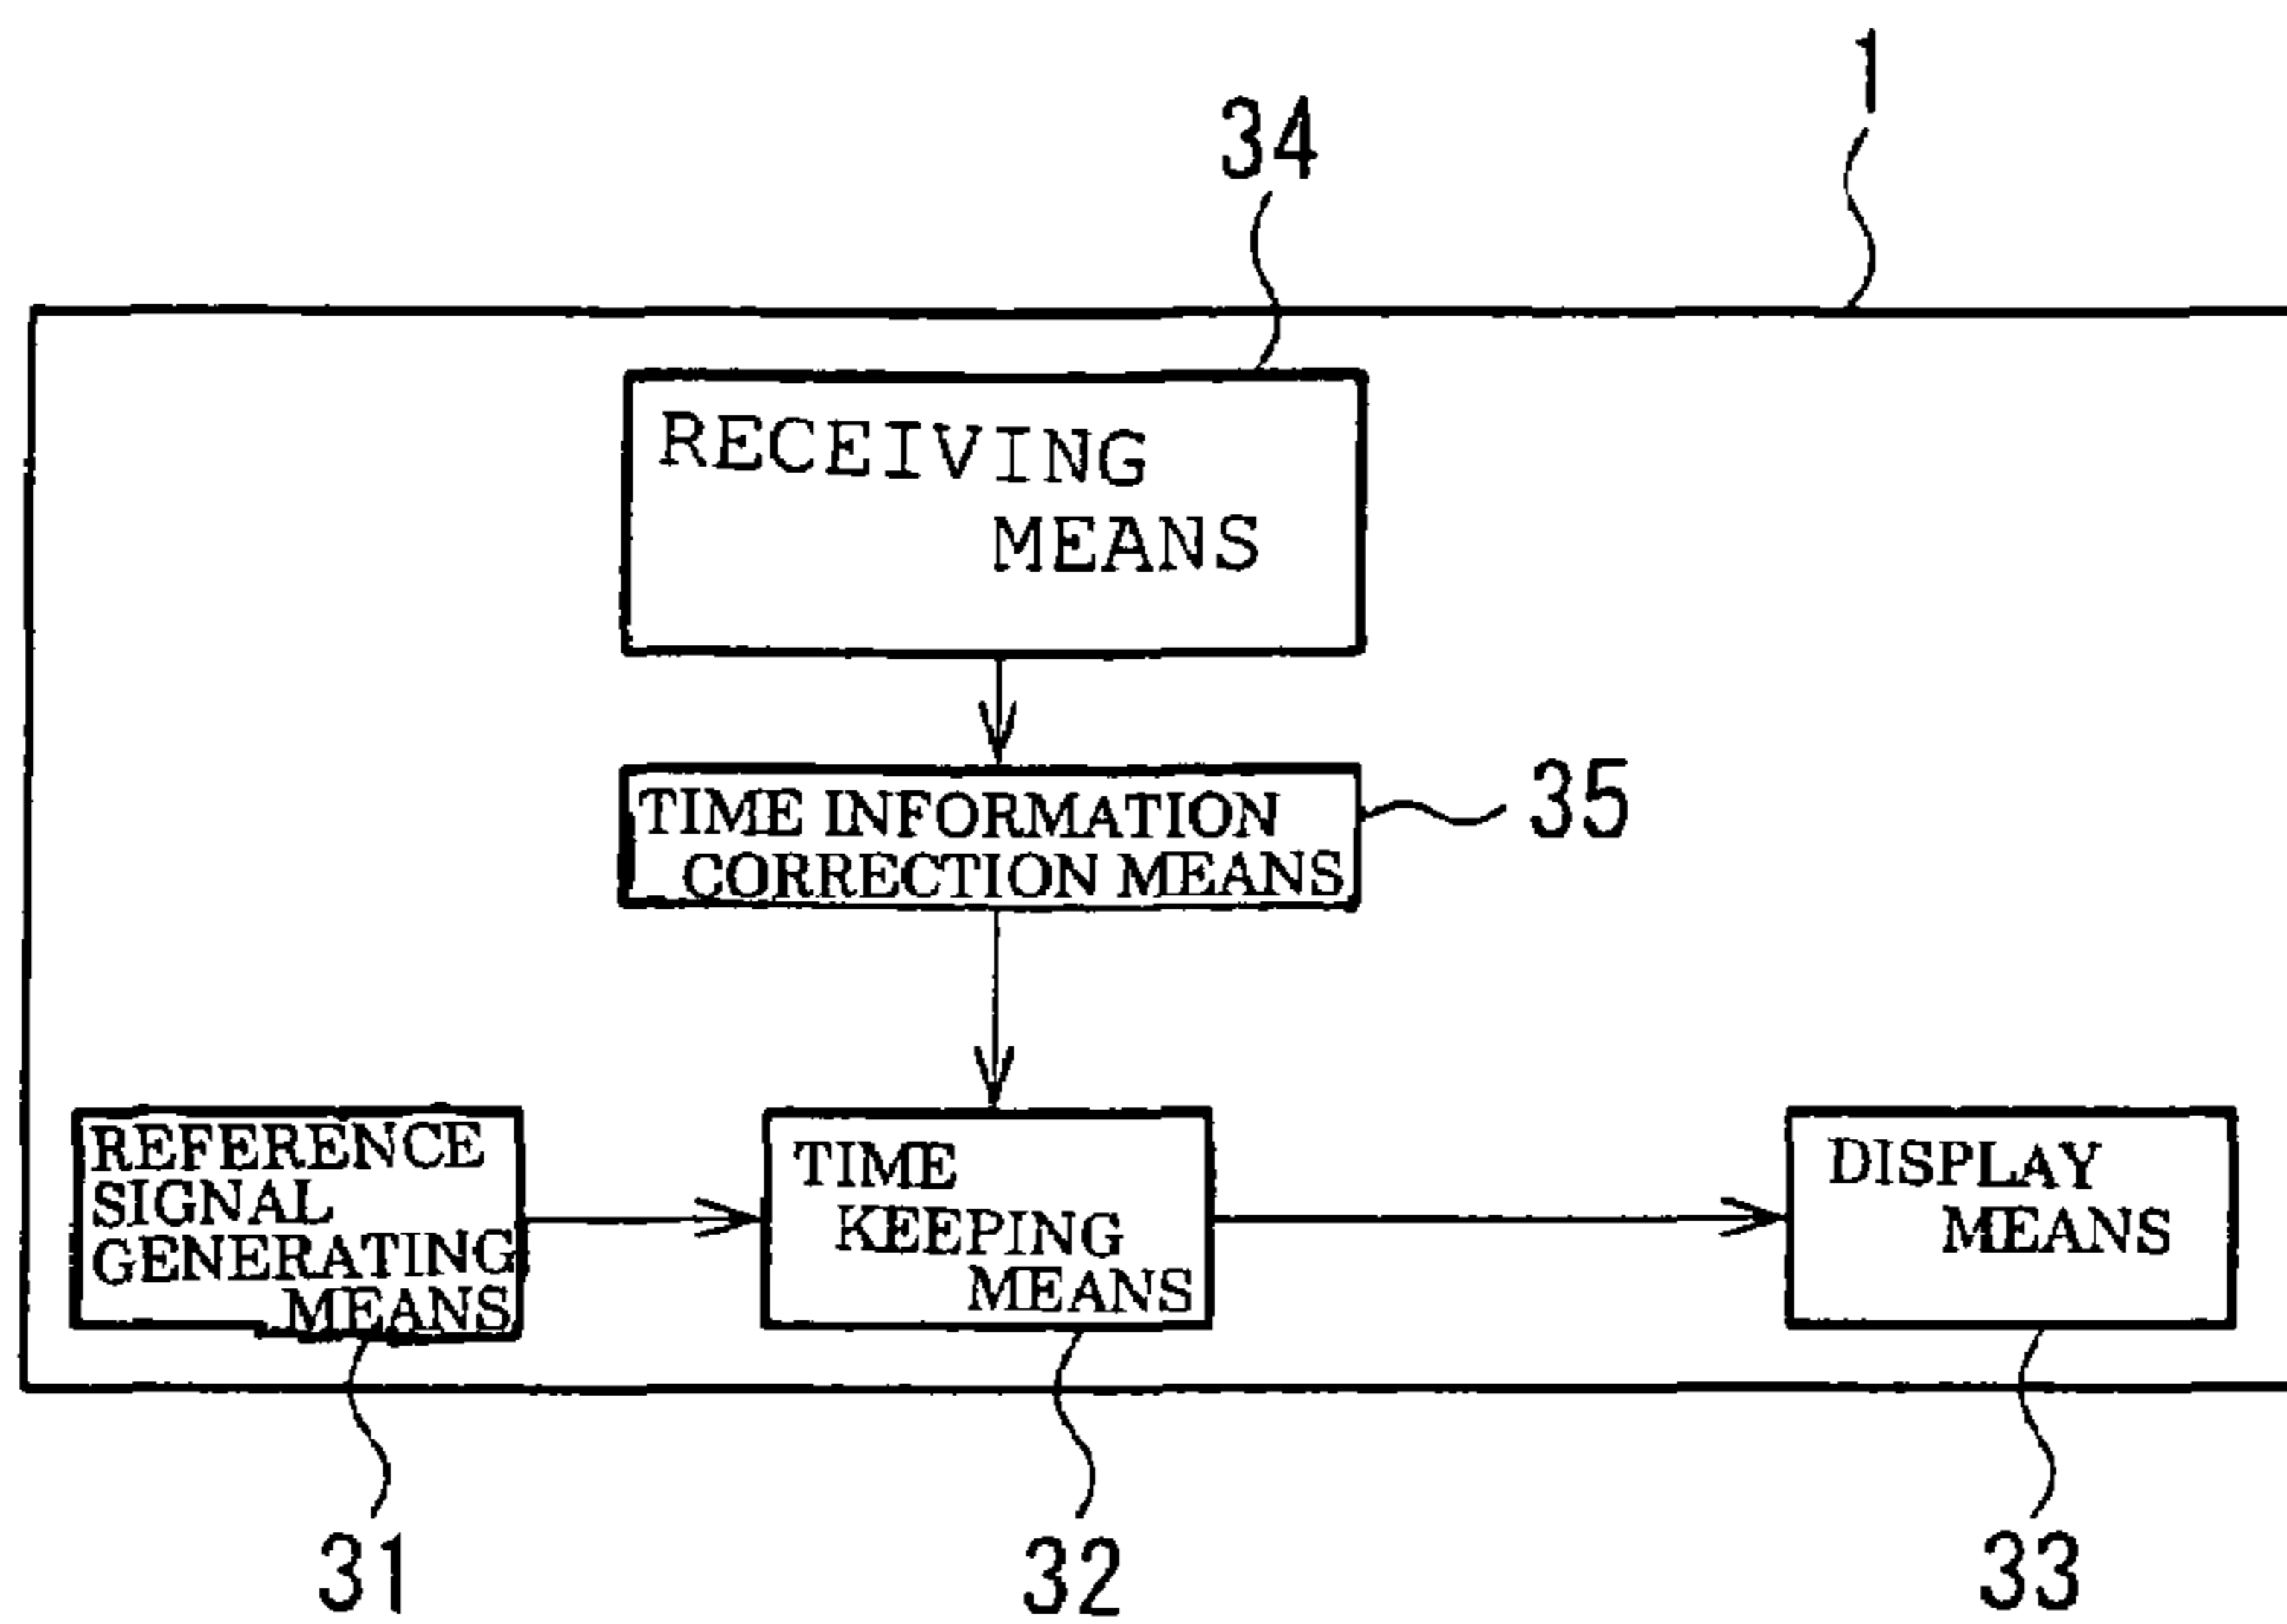 1
34
RECEIVING
MEANS
TIME INFORMATION
CORRECTION MEANS
35
REFERENCE
SIGNAL
GENERATING
MEANS
TIME
KEEPING
MEANS
DISPLAY
MEANS
31
32
33